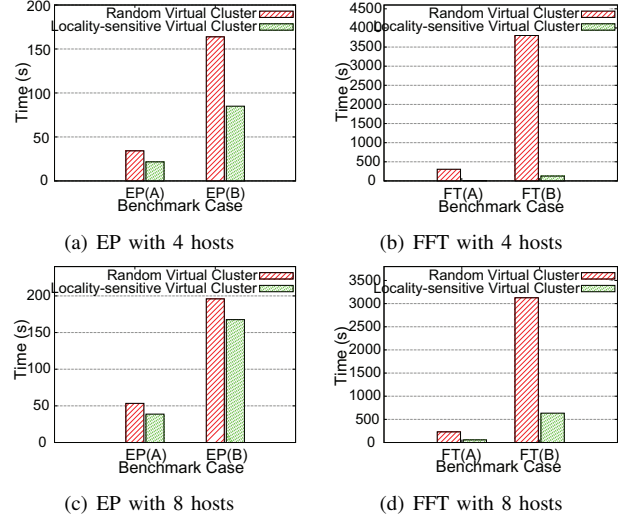 Random Virtual Cluster
Locality-sensitive Virtual Cluster
Time (s)
200
150
100
50
0
EP(A) EP(B)
Benchmark Case
(a) EP with 4 hosts
Random Virtual Cluster
Locality-sensitive Virtual Cluster
Time (s)
4500
4000
3500
3000
2500
2000
1500
1000
500
0
FT(A) FT(B)
Benchmark Case
(b) FFT with 4 hosts
Random Virtual Cluster
Locality-sensitive Virtual Cluster
Time (s)
200
150
100
50
0
EP(A) EP(B)
Benchmark Case
(c) EP with 8 hosts
Random Virtual Cluster
Locality-sensitive Virtual Cluster
Time (s)
3500
3000
2500
2000
1500
1000
500
0
FT(A) FT(B)
Benchmark Case
(d) FFT with 8 hosts